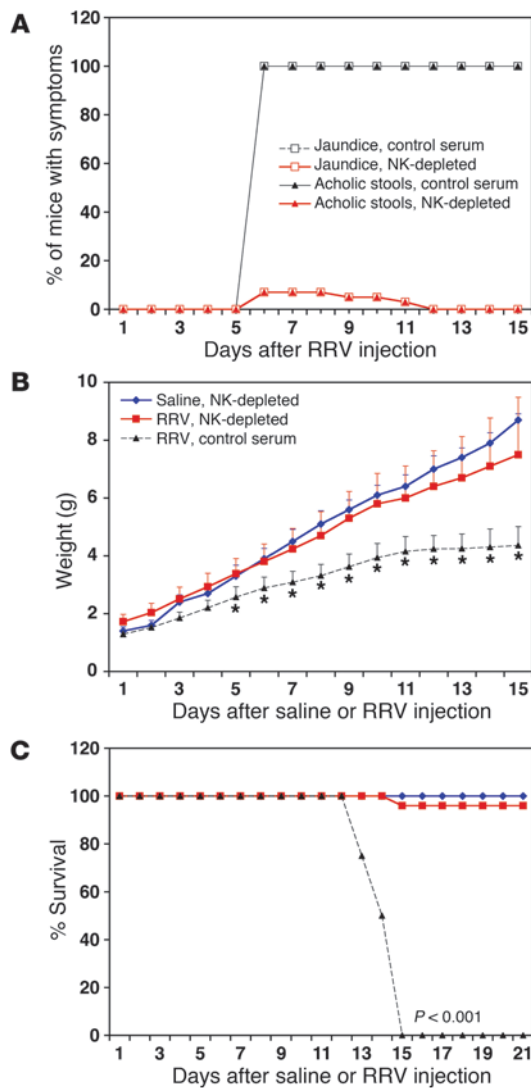 A
% of mice with symptoms
120
100
80
60
40
20
0
Jaundice, control serum
Jaundice, NK-depleted
Acholic stools, control serum
Acholic stools, NK-depleted
1 3 5 7 9 11 13 15
Days after RRV injection
B
Weight (g)
10
8
6
4
2
0
Saline, NK-depleted
RRV, NK-depleted
RRV, control serum
* * * * * * * * * * *
1 3 5 7 9 11 13 15
Days after saline or RRV injection
C
% Survival
120
100
80
60
40
20
0
P < 0.001
1 3 5 7 9 11 13 15 17 19 21
Days after saline or RRV injection